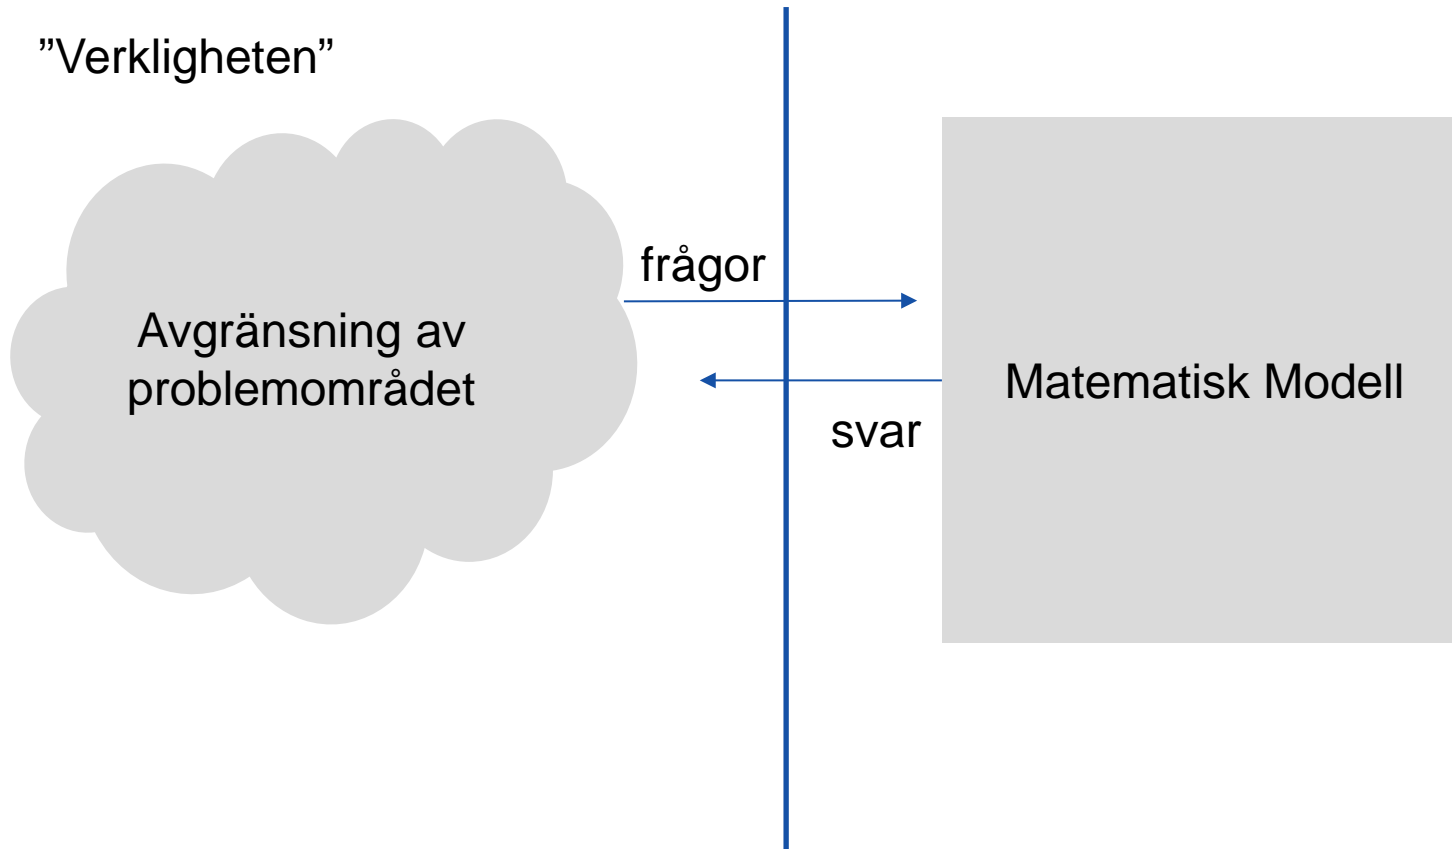 ”Verkligheten”
frågor
Avgränsning av
problemområdet
Matematisk Modell
svar